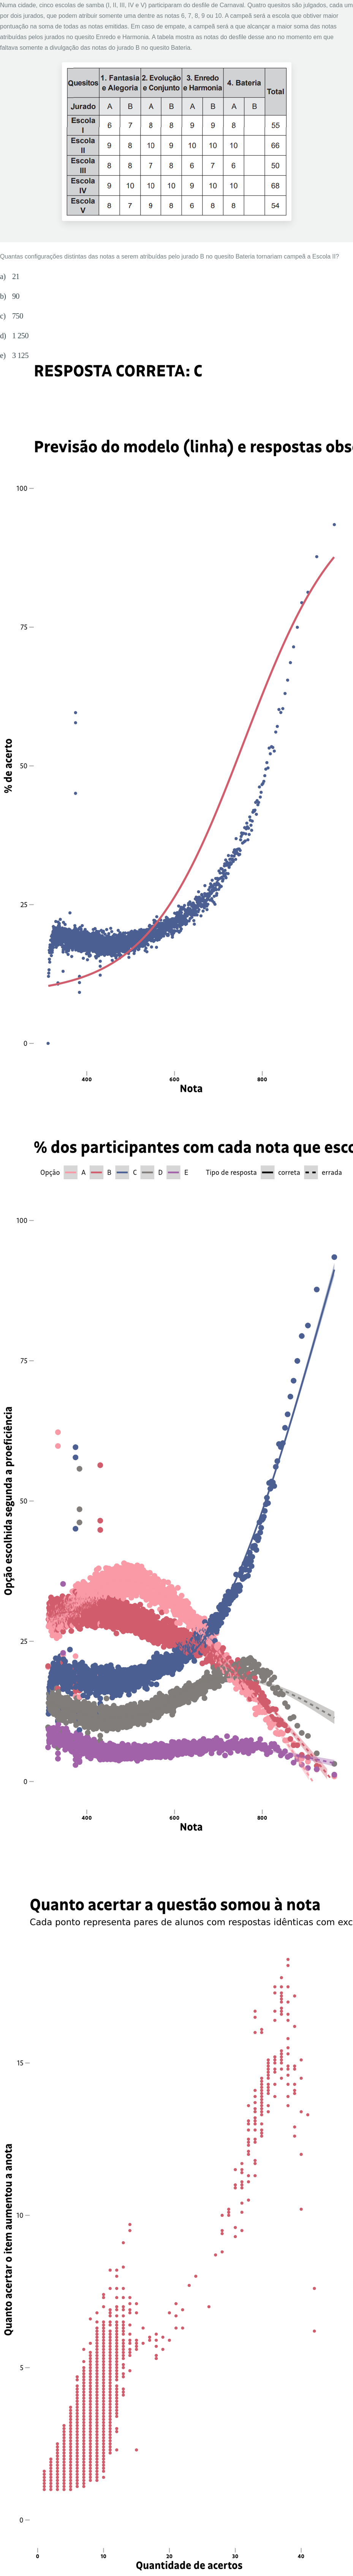 Numa cidade, cinco escolas de samba (I, II, III, IV e V) participaram do desfile de Carnaval. Quatro quesitos são julgados, cada um
por dois jurados, que podem atribuir somente uma dentre as notas 6, 7, 8, 9 ou 10. A campeã será a escola que obtiver maior
pontuação na soma de todas as notas emitidas. Em caso de empate, a campeã será a que alcançar a maior soma das notas
atribuídas pelos jurados no quesito Enredo e Harmonia. A tabela mostra as notas do desfile desse ano no momento em que
faltava somente a divulgação das notas do jurado B no quesito Bateria.
Quesitos 1. Fantasia e Alegoria 2. Evolução e Conjunto 3. Enredo e Harmonia 4. Bateria Total
Jurado A B A B A B A B
Escola I 6 7 8 8 9 9 8 55
Escola II 9 8 10 9 10 10 10 66
Escola III 8 8 7 8 6 7 6 50
Escola IV 9 10 10 10 9 10 10 68
Escola V 8 7 9 8 6 8 8 54
Quantas configurações distintas das notas a serem atribuídas pelo jurado B no quesito Bateria tornariam campeã a Escola II?
a) 21
b) 90
c) 750
d) 1 250
e) 3 125
RESPOSTA CORRETA: C
Previsão do modelo (linha) e respostas obs
100
75
50
25
0
% de acerto
400 600 800
Nota
% dos participantes com cada nota que esco
Opção A B C D E Tipo de resposta correta errada
100
75
50
25
0
Opção escolhida segunda a proeficiência
400 600 800
Nota
Quanto acertar a questão somou à nota
Cada ponto representa pares de alunos com respostas idênticas com exc
15
10
5
0
Quanto acertar o item aumentou a anota
0 10 20 30 40
Quantidade de acertos